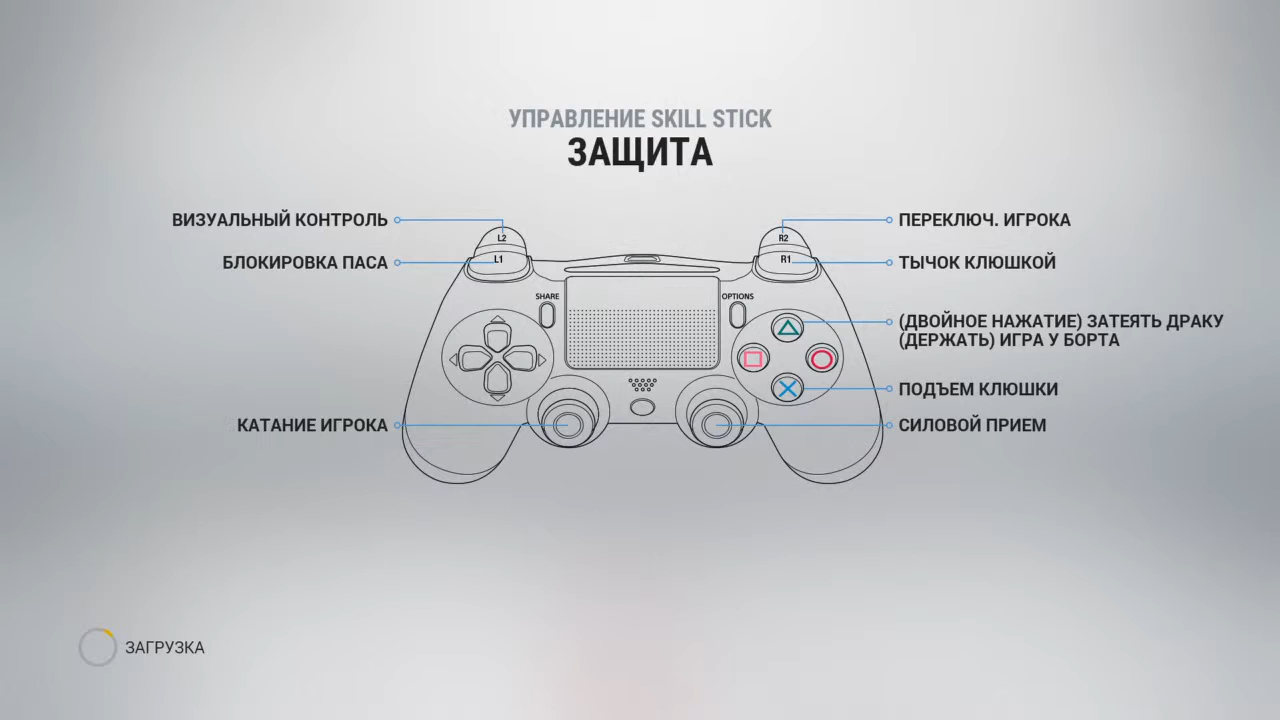 УПРАВЛЕНИЕ SKILL STICK
ЗАЩИТА
ВИЗУАЛЬНЫЙ КОНТРОЛЬ
БЛОКИРОВКА ПАСА
КАТАНИЕ ИГРОКА
L2
L1
SHARE
OPTIONS
R2
R1
ПЕРЕКЛЮЧ. ИГРОКА
ТЫЧОК КЛЮШКОЙ
(ДВОЙНОЕ НАЖАТИЕ) ЗАТЕЯТЬ ДРАКУ
(ДЕРЖАТЬ) ИГРА У БОРТА
ПОДЪЕМ КЛЮШКИ
СИЛОВОЙ ПРИЕМ
ЗАГРУЗКА